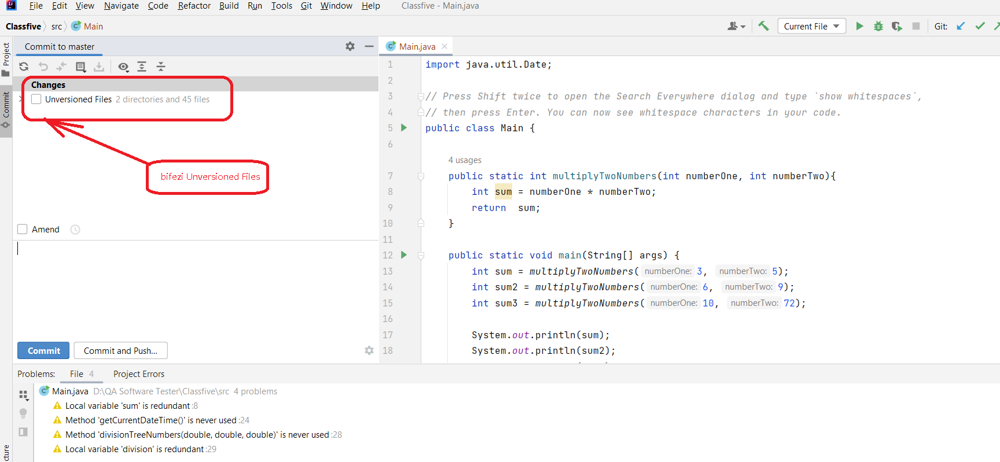 File Edit View Navigate Code Refactor Build Run Tools Git Window Help Classfive - Main.java
Classfive src Main Current File Git:
Project
Commit
Commit to master
Main.java
Changes
Unversioned Files 2 directories and 45 files
bifezi Unversioned Files
Amend
Commit Commit and Push...
1 import java.util.Date;
2
3 // Press Shift twice to open the Search Everywhere dialog and type `show whitespaces`,
4 // then press Enter. You can now see whitespace characters in your code.
5 public class Main {
6
4 usages
7 public static int multiplyTwoNumbers(int numberOne, int numberTwo){
8 int sum = numberOne * numberTwo;
9 return sum;
10 }
11
12 public static void main(String[] args) {
13 int sum = multiplyTwoNumbers( numberOne: 3, numberTwo: 5);
14 int sum2 = multiplyTwoNumbers( numberOne: 6, numberTwo: 9);
15 int sum3 = multiplyTwoNumbers( numberOne: 10, numberTwo: 72);
16
17 System.out.println(sum);
18 System.out.println(sum2);
Problems: File 4 Project Errors
Main.java D:\QA Software Tester\Classfive\src 4 problems
Local variable 'sum' is redundant :8
Method 'getCurrentDateTime()' is never used :24
Method 'divisionTreeNumbers(double, double, double)' is never used :28
Local variable 'division' is redundant :29
cture